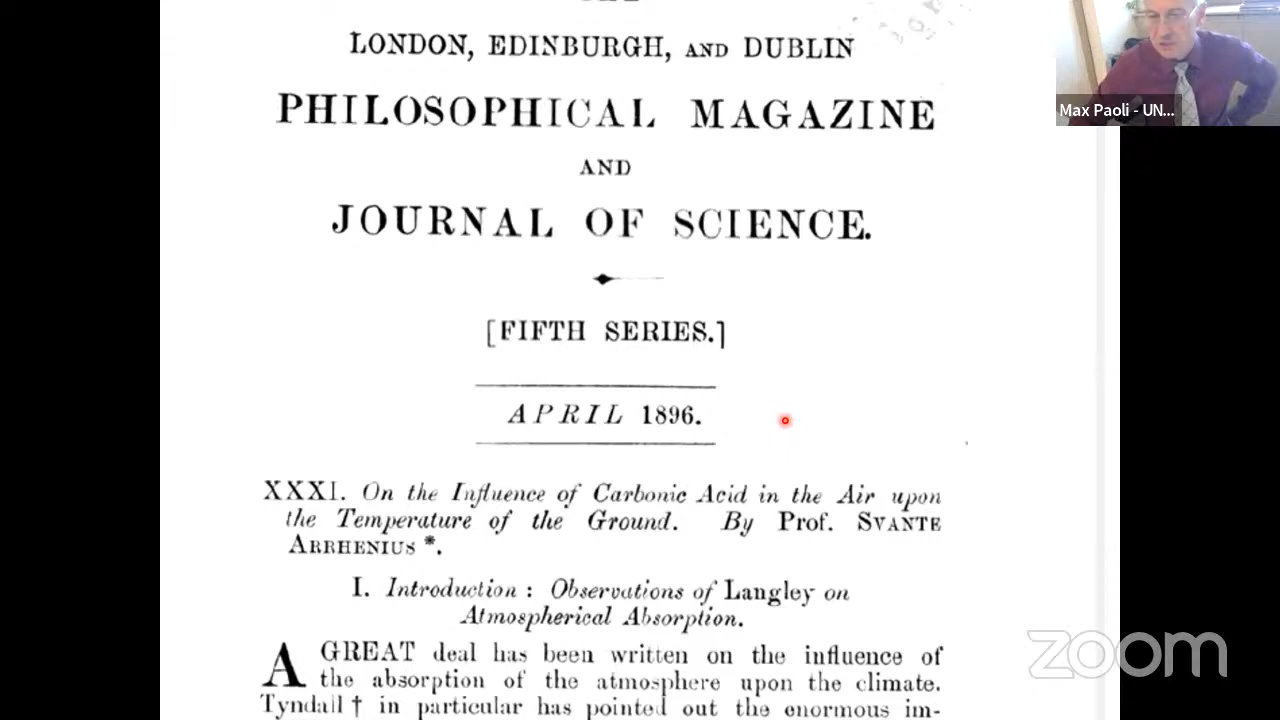 LONDON, EDINBURGH, AND DUBLIN
PHILOSOPHICAL MAGAZINE
AND
JOURNAL OF SCIENCE.
[FIFTH SERIES.]
APRIL 1896.
XXXI. On the Influence of Carbonic Acid in the Air upon
the Temperature of the Ground. By Prof. SVANTE
ARRHENIUS *.
I. Introduction : Observations of Langley on
Atmospherical Absorption.
A GREAT deal has been written on the influence of
the absorption of the atmosphere upon the climate.
Tyndall † in particular has pointed out the enormous im-
Max Paoli - UN...
zoom